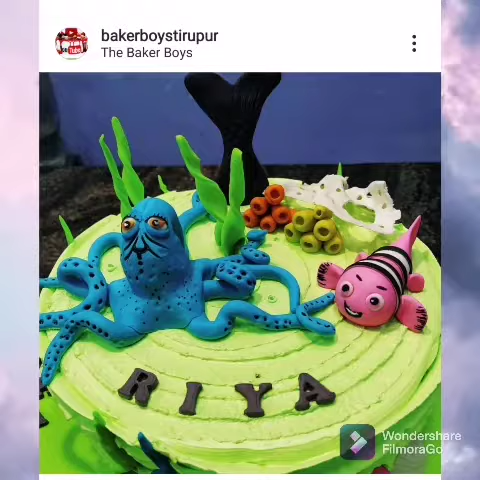 bakerboystirupur
The Baker Boys
RIYA
Wondershare
FilmoraGo